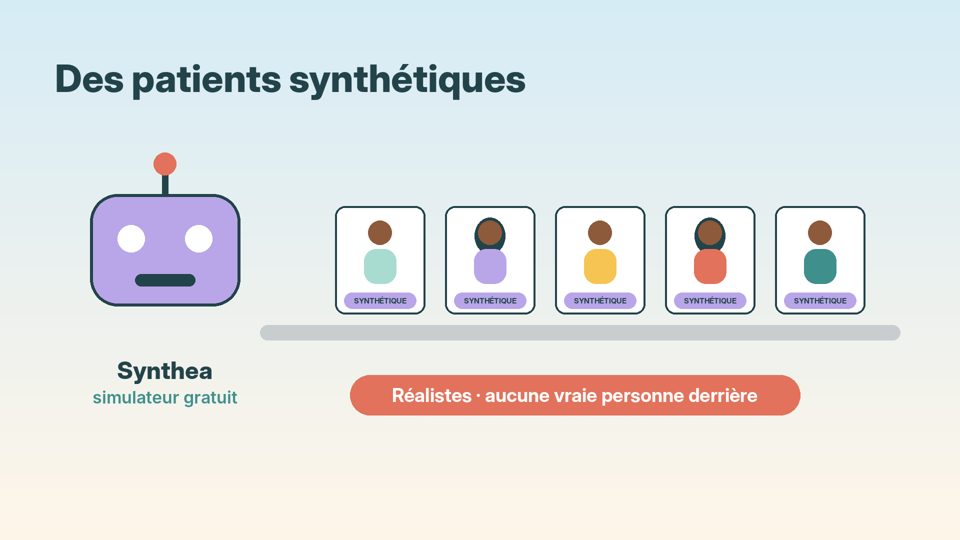 Des patients synthétiques
SYNTHÉTIQUE
SYNTHÉTIQUE
SYNTHÉTIQUE
SYNTHÉTIQUE
SYNTHÉTIQUE
Synthea
simulateur gratuit
Réalistes · aucune vraie personne derrière